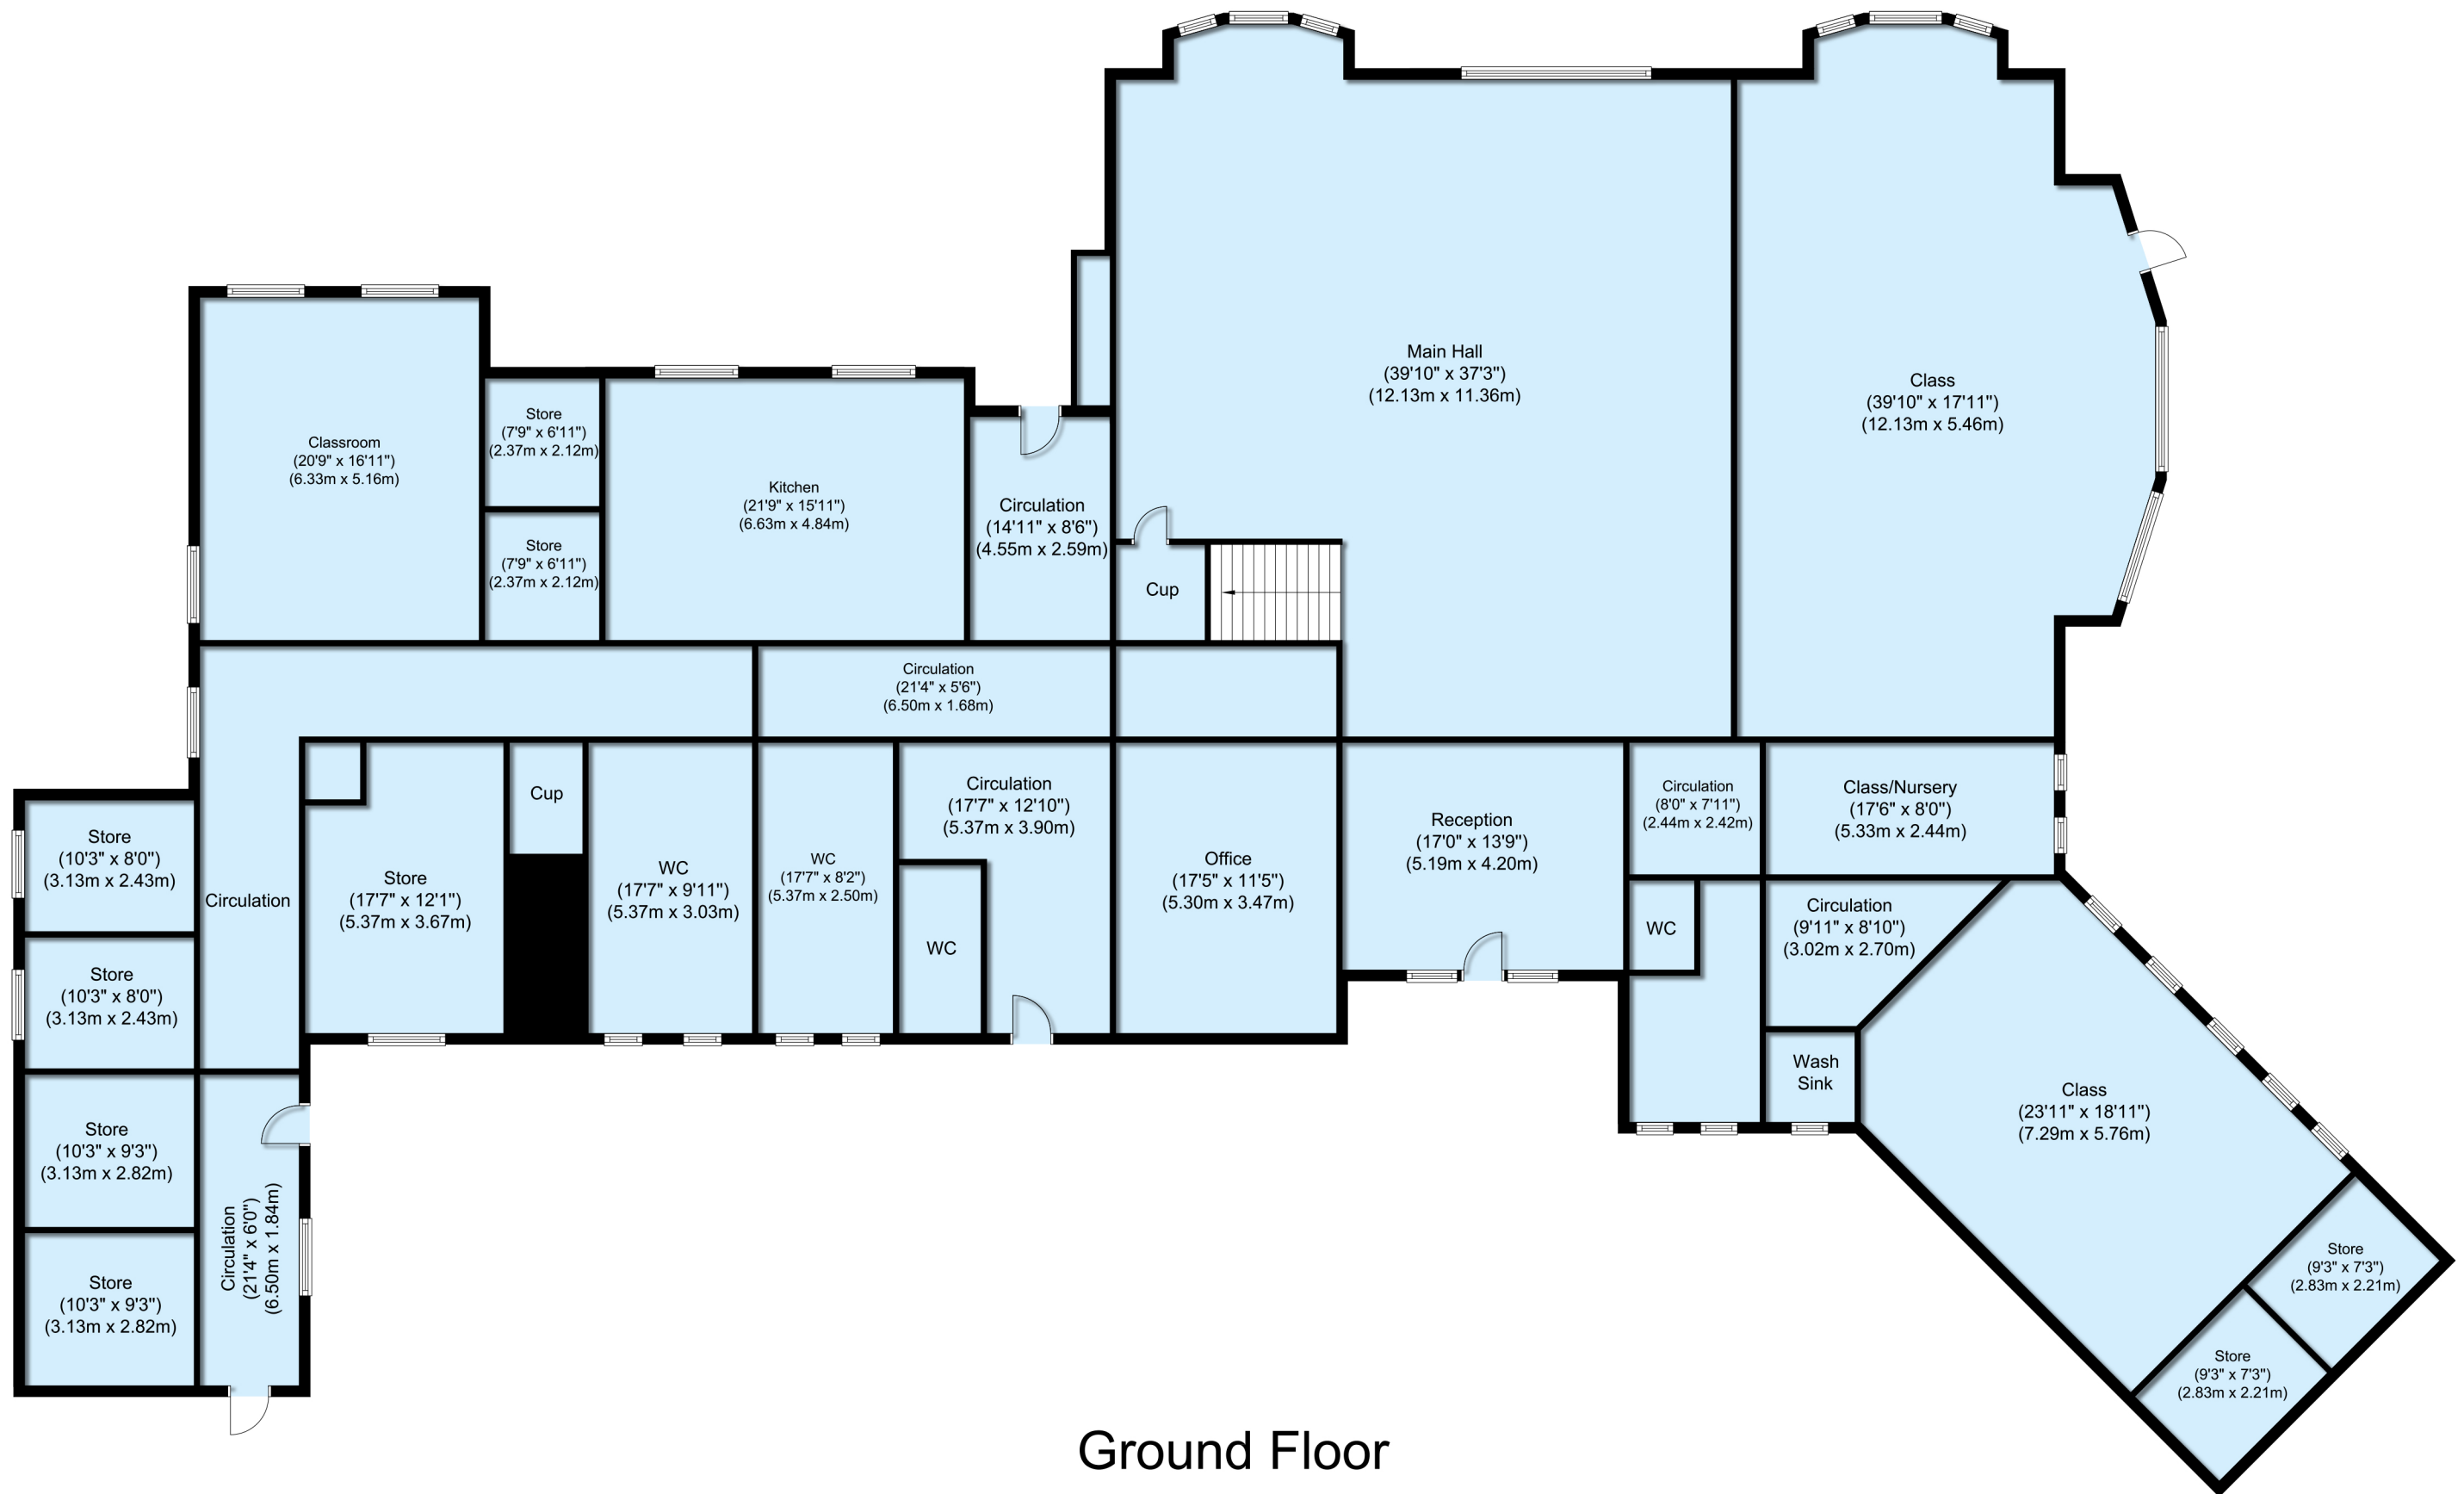 Main Hall
(39'10" x 37'3")
(12.13m x 11.36m)
Class
(39'10" x 17'11")
(12.13m x 5.46m)
Classroom
(20'9" x 16'11")
(6.33m x 5.16m)
Store
(7'9" x 6'11")
(2.37m x 2.12m)
Store
(7'9" x 6'11")
(2.37m x 2.12m)
Kitchen
(21'9" x 15'11")
(6.63m x 4.84m)
Circulation
(14'11" x 8'6")
(4.55m x 2.59m)
Cup
Circulation
(21'4" x 5'6")
(6.50m x 1.68m)
Store
(10'3" x 8'0")
(3.13m x 2.43m)
Store
(10'3" x 8'0")
(3.13m x 2.43m)
Store
(10'3" x 9'3")
(3.13m x 2.82m)
Store
(10'3" x 9'3")
(3.13m x 2.82m)
Circulation
Circulation
(21'4" x 6'0")
(6.50m x 1.84m)
Store
(17'7" x 12'1")
(5.37m x 3.67m)
Cup
WC
(17'7" x 9'11")
(5.37m x 3.03m)
WC
(17'7" x 8'2")
(5.37m x 2.50m)
Circulation
(17'7" x 12'10")
(5.37m x 3.90m)
WC
Office
(17'5" x 11'5")
(5.30m x 3.47m)
Reception
(17'0" x 13'9")
(5.19m x 4.20m)
Circulation
(8'0" x 7'11")
(2.44m x 2.42m)
Class/Nursery
(17'6" x 8'0")
(5.33m x 2.44m)
WC
Circulation
(9'11" x 8'10")
(3.02m x 2.70m)
Wash
Sink
Class
(23'11" x 18'11")
(7.29m x 5.76m)
Store
(9'3" x 7'3")
(2.83m x 2.21m)
Store
(9'3" x 7'3")
(2.83m x 2.21m)
Ground Floor